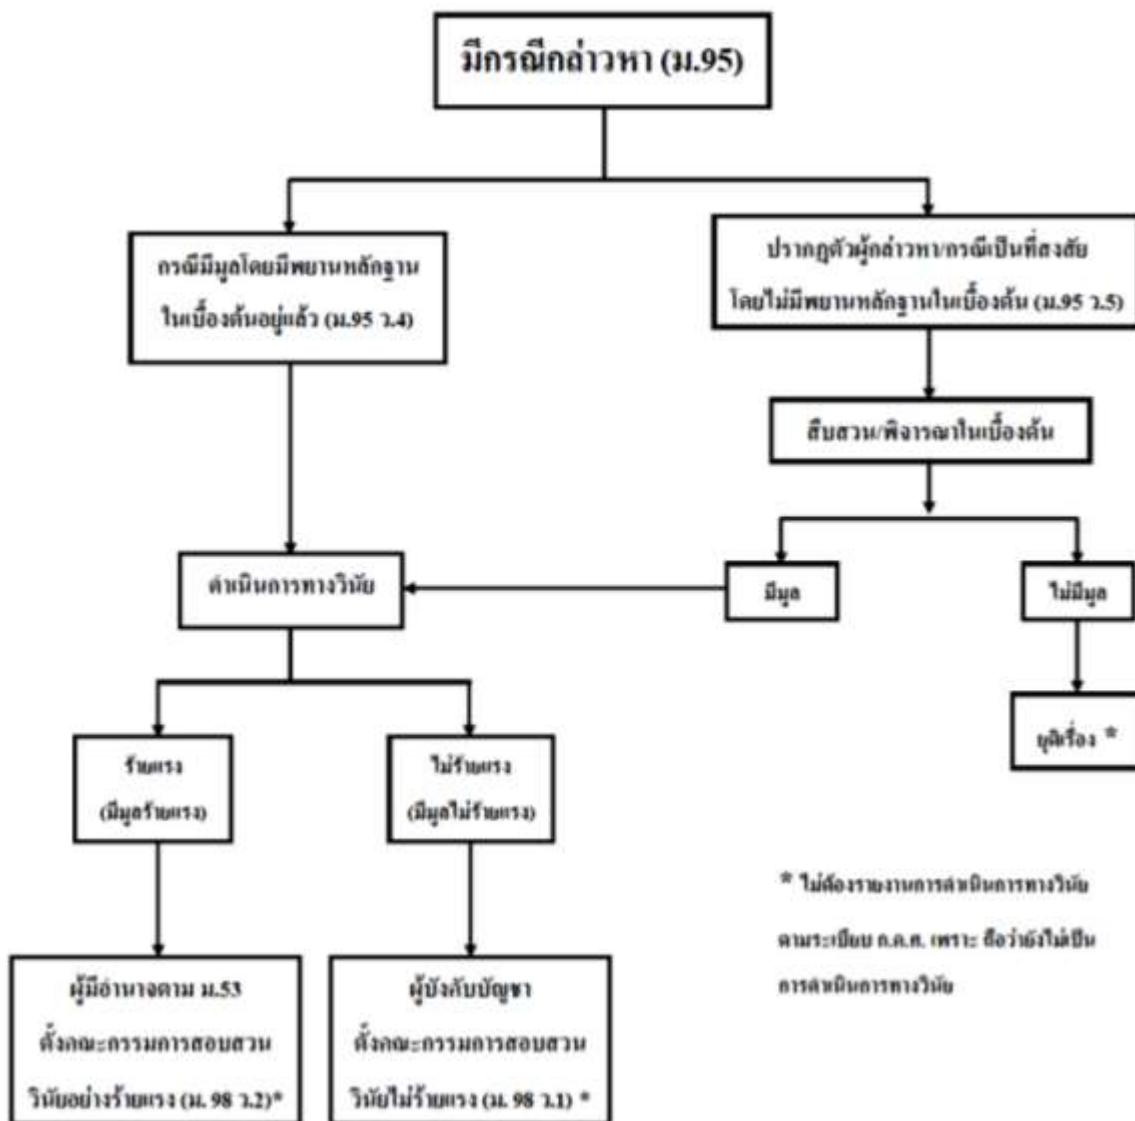 มีกรณีกล่าวหา (ม.95)
กรณีมีมูลโดยมีพยานหลักฐาน
ในเบื้องต้นอยู่แล้ว (ม.95 ว.4)
ปรากฏตัวผู้กล่าวหา/กรณีเป็นที่สงสัย
โดยไม่มีพยานหลักฐานในเบื้องต้น (ม.95 ว.5)
สืบสวน/พิจารณาในเบื้องต้น
ดำเนินการทางวินัย
มีมูล
ไม่มีมูล
ยุติเรื่อง *
ร้ายแรง
(มีมูลร้ายแรง)
ไม่ร้ายแรง
(มีมูลไม่ร้ายแรง)
ผู้มีอำนาจตาม ม.53
ตั้งคณะกรรมการสอบสวน
วินัยอย่างร้ายแรง (ม. 98 ว.2)*
ผู้บังคับบัญชา
ตั้งคณะกรรมการสอบสวน
วินัยไม่ร้ายแรง (ม. 98 ว.1) *
* ไม่ต้องรายงานการดำเนินการทางวินัย
ตามระเบียบ ก.ค.ศ. เพราะ ถือว่ายังไม่เป็น
การดำเนินการทางวินัย